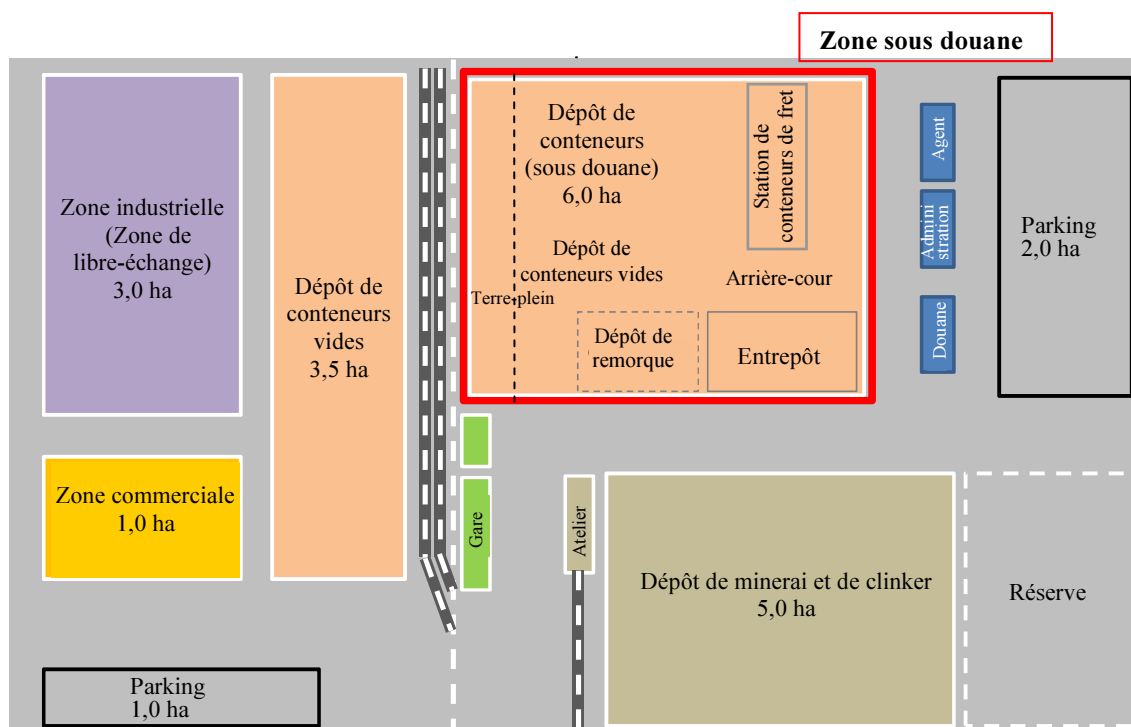 Zone sous douane
Zone industrielle
(Zone de
libre-échange)
3,0 ha
Dépôt de
conteneurs
vides
3,5 ha
Dépôt de
conteneurs
(sous douane)
6,0 ha
Station de
conteneurs de fret
Dépôt de
conteneurs vides
Arrière-cour
Terre-plein
Dépôt de
remorque
Entrepôt
Agent
Admini
stration
Douane
Parking
2,0 ha
Zone commerciale
1,0 ha
Gare
Atelier
Dépôt de minerai et de clinker
5,0 ha
Réserve
Parking
1,0 ha